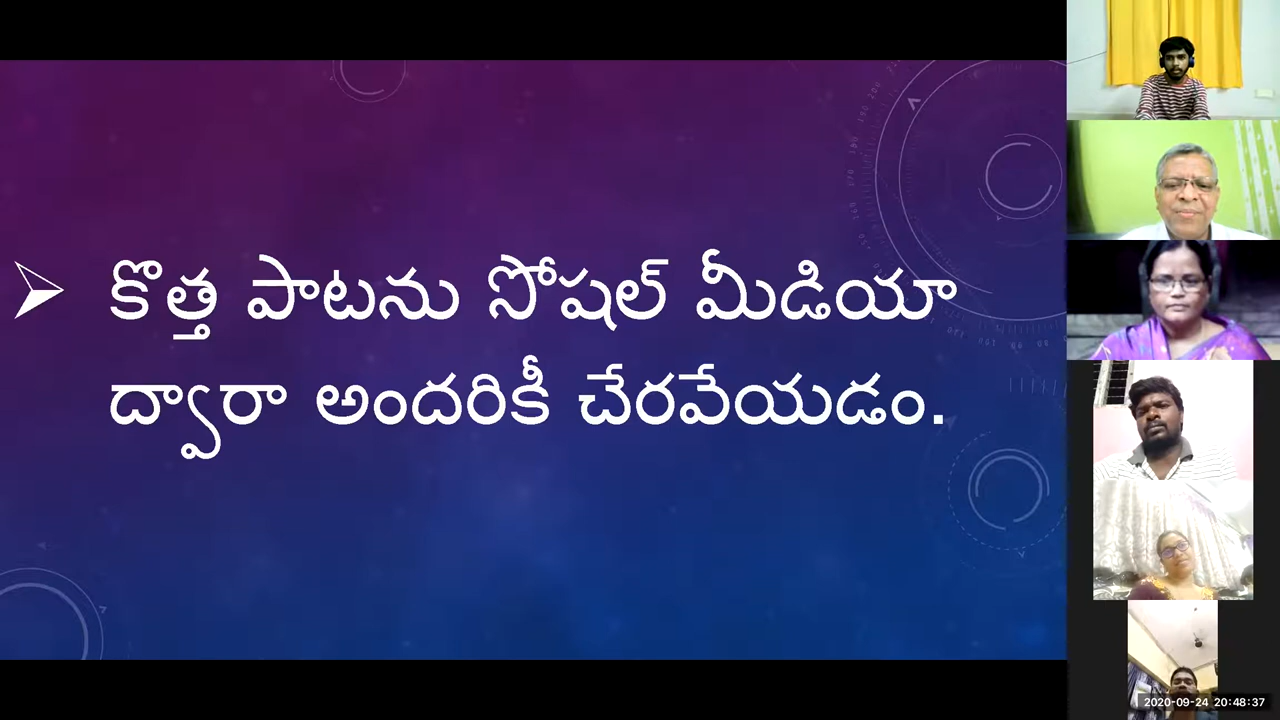 కొత్త పాటను సోషల్ మీడియా
ద్వారా అందరికీ చేరవేయడం.
2020-09-24 20:48:37